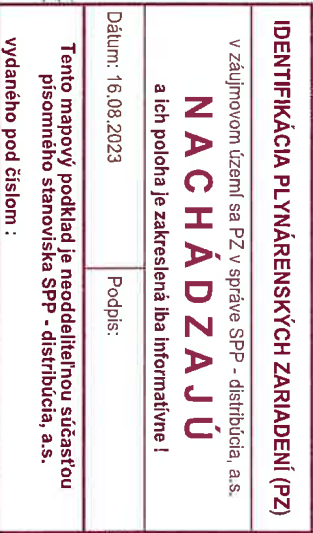 IDENTIFIKÁCIA PLYNÁRENSKÝCH ZARIADENÍ (PZ)
v záujmovom území sa PZ v správe SPP - distribúcia, a.s.
N A C H Á D Z A J Ú
a ich poloha je zakreslená iba informatívne !
Dátum: 16.08.2023
Podpis:
Tento mapový podklad je neoddeliteľnou súčasťou
písomného stanoviska SPP - distribúcia, a.s.
vydaného pod číslom :